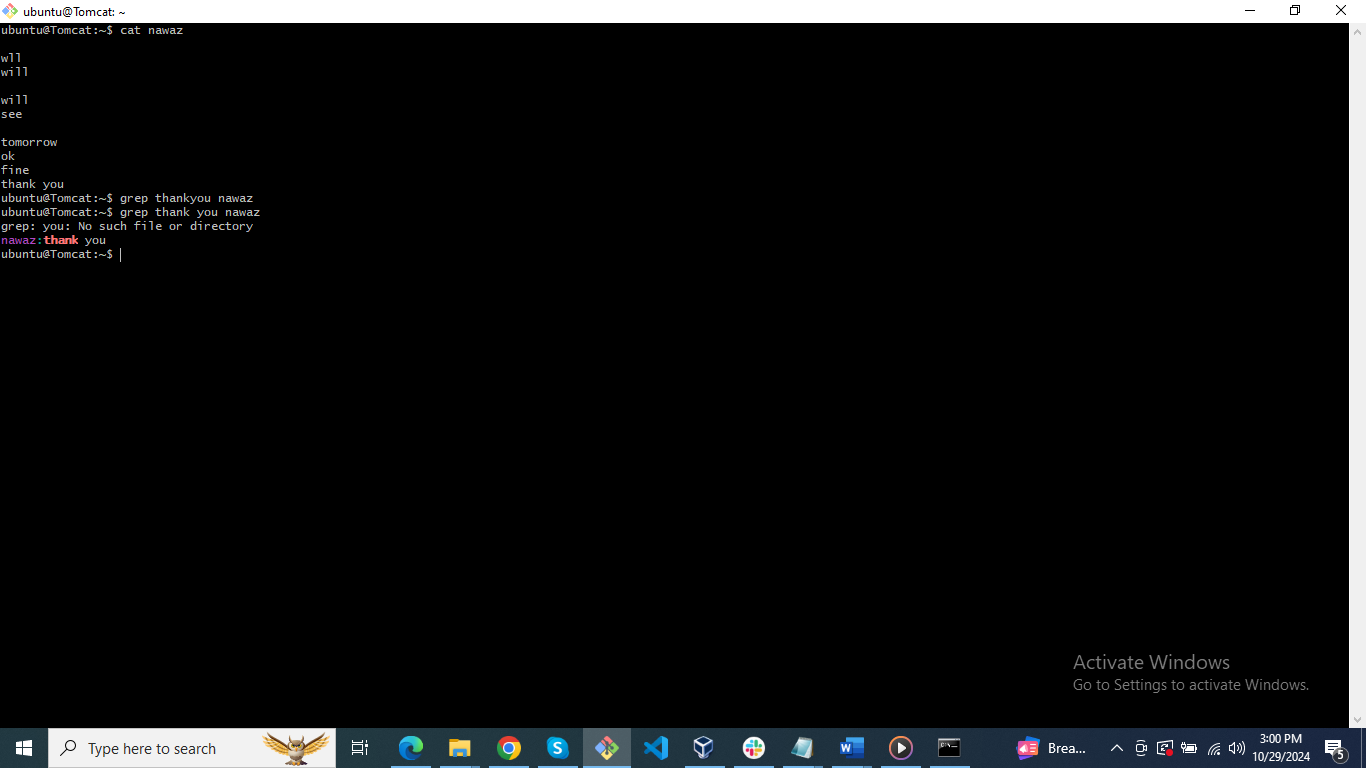 ubuntu@Tomcat: ~
ubuntu@Tomcat:~$ cat nawaz
wll
will
will
see
tomorrow
ok
fine
thank you
ubuntu@Tomcat:~$ grep thankyou nawaz
ubuntu@Tomcat:~$ grep thank you nawaz
grep: you: No such file or directory
nawaz:thank you
ubuntu@Tomcat:~$
Activate Windows
Go to Settings to activate Windows.
Type here to search
Brea...
3:00 PM
10/29/2024
5